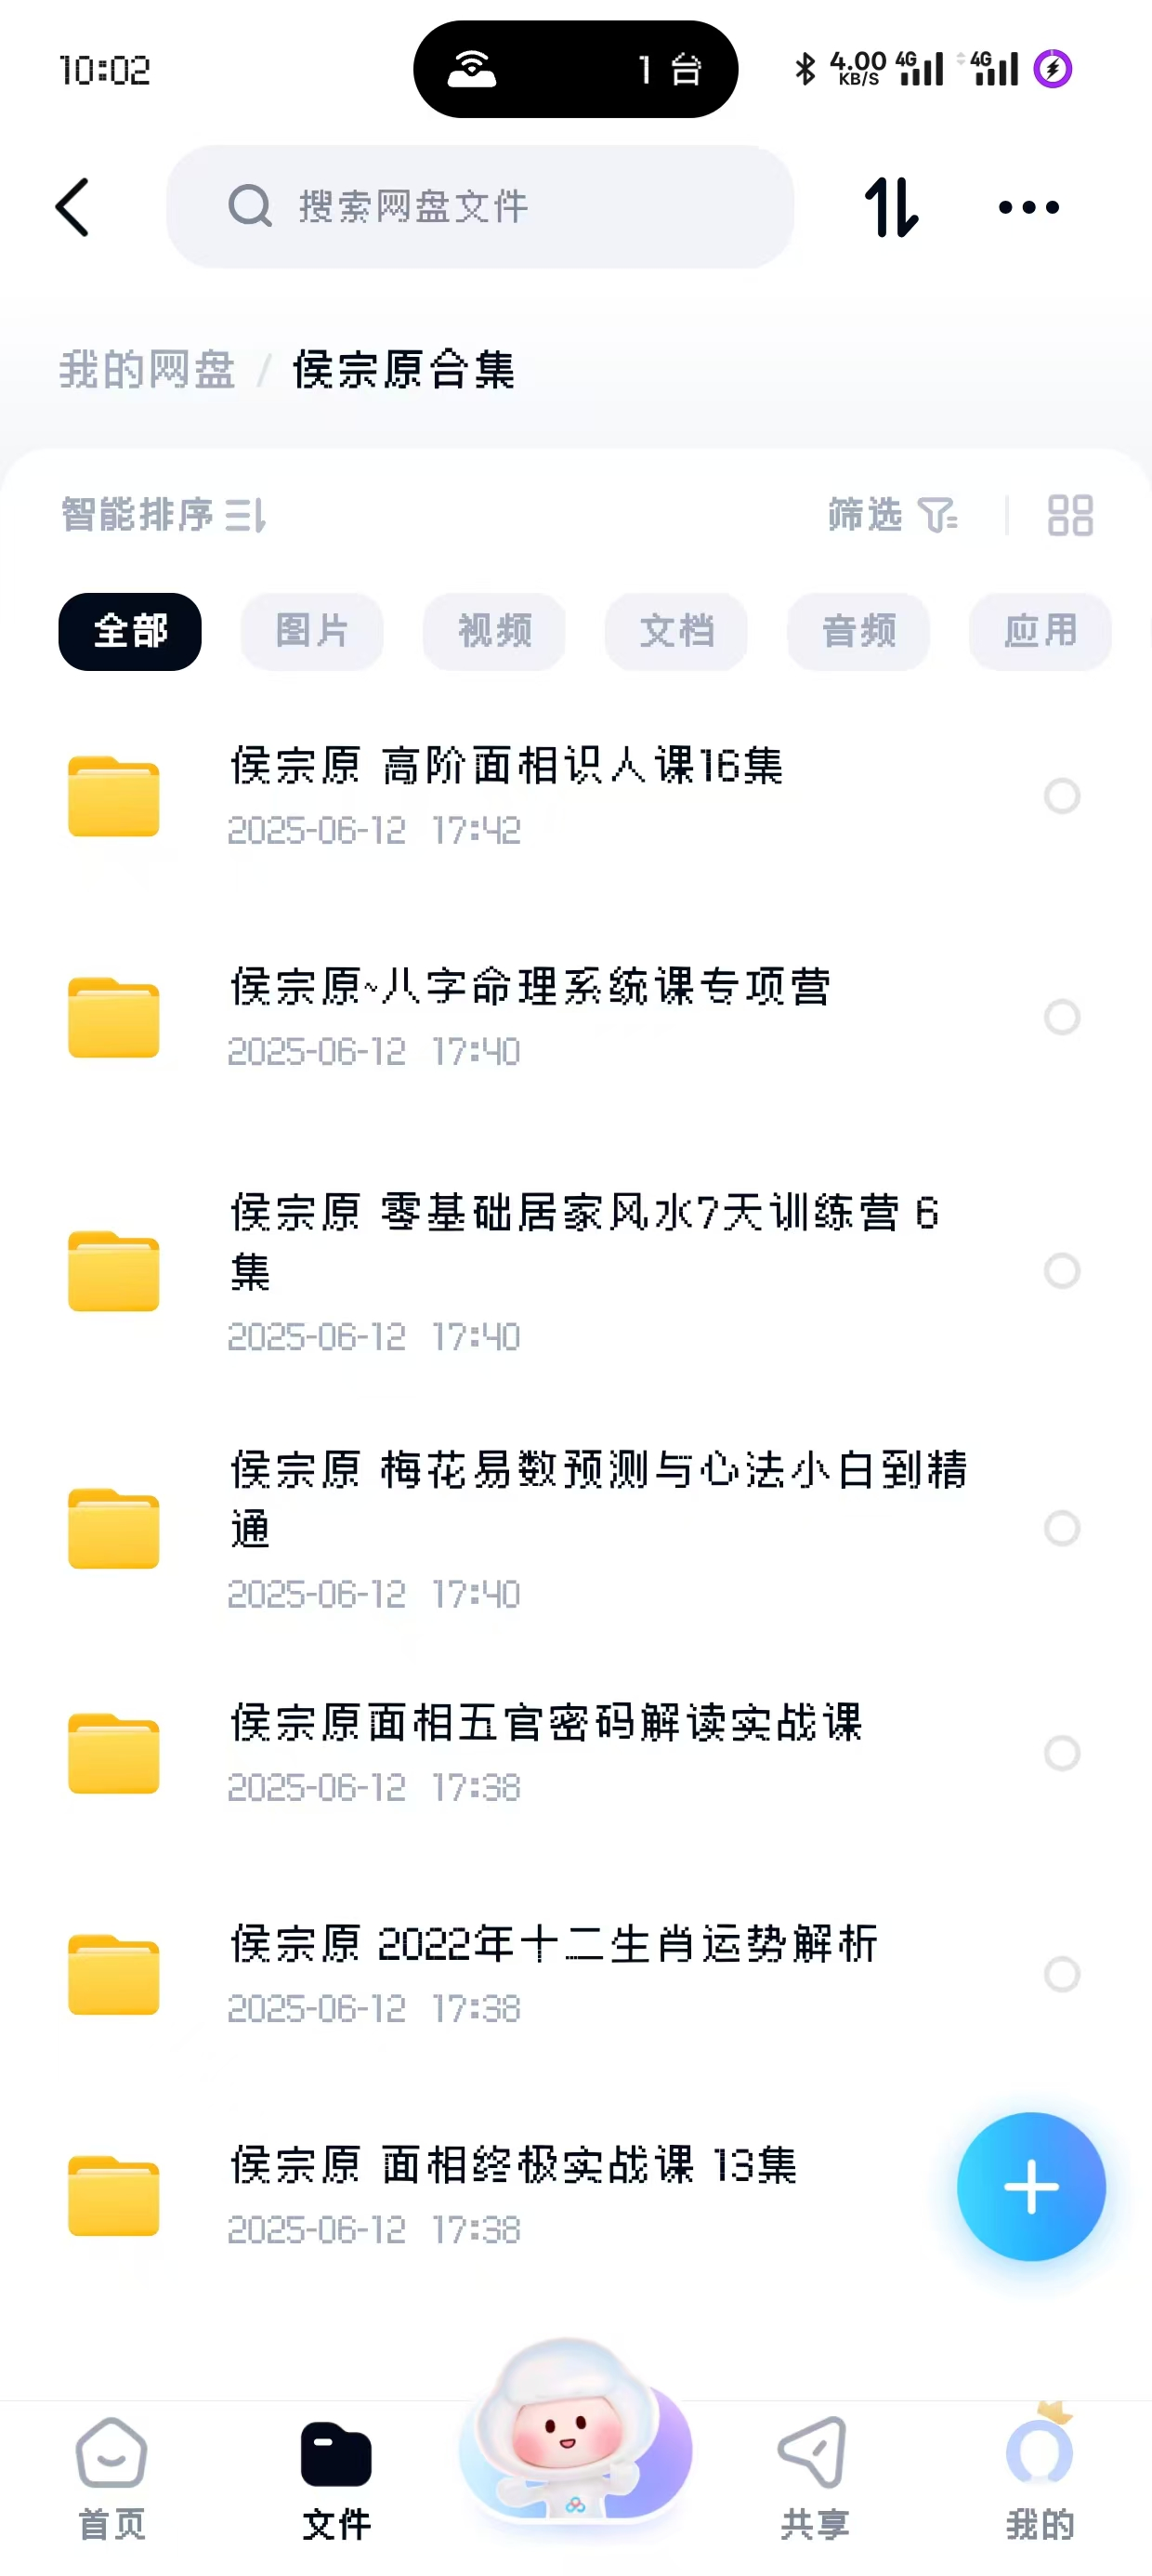 10:02
1 台
4.00 KB/S 4G 4G
搜索网盘文件
我的网盘 / 侯宗原合集
智能排序
筛选
全部 图片 视频 文档 音频 应用
侯宗原 高阶面相识人课16集
2025-06-12 17:42
侯宗原~八字命理系统课专项营
2025-06-12 17:40
侯宗原 零基础居家风水7天训练营 6
集
2025-06-12 17:40
侯宗原 梅花易数预测与心法小白到精
通
2025-06-12 17:40
侯宗原面相五官密码解读实战课
2025-06-12 17:38
侯宗原 2022年十二生肖运势解析
2025-06-12 17:38
侯宗原 面相终极实战课 13集
2025-06-12 17:38
首页 文件 共享 我的